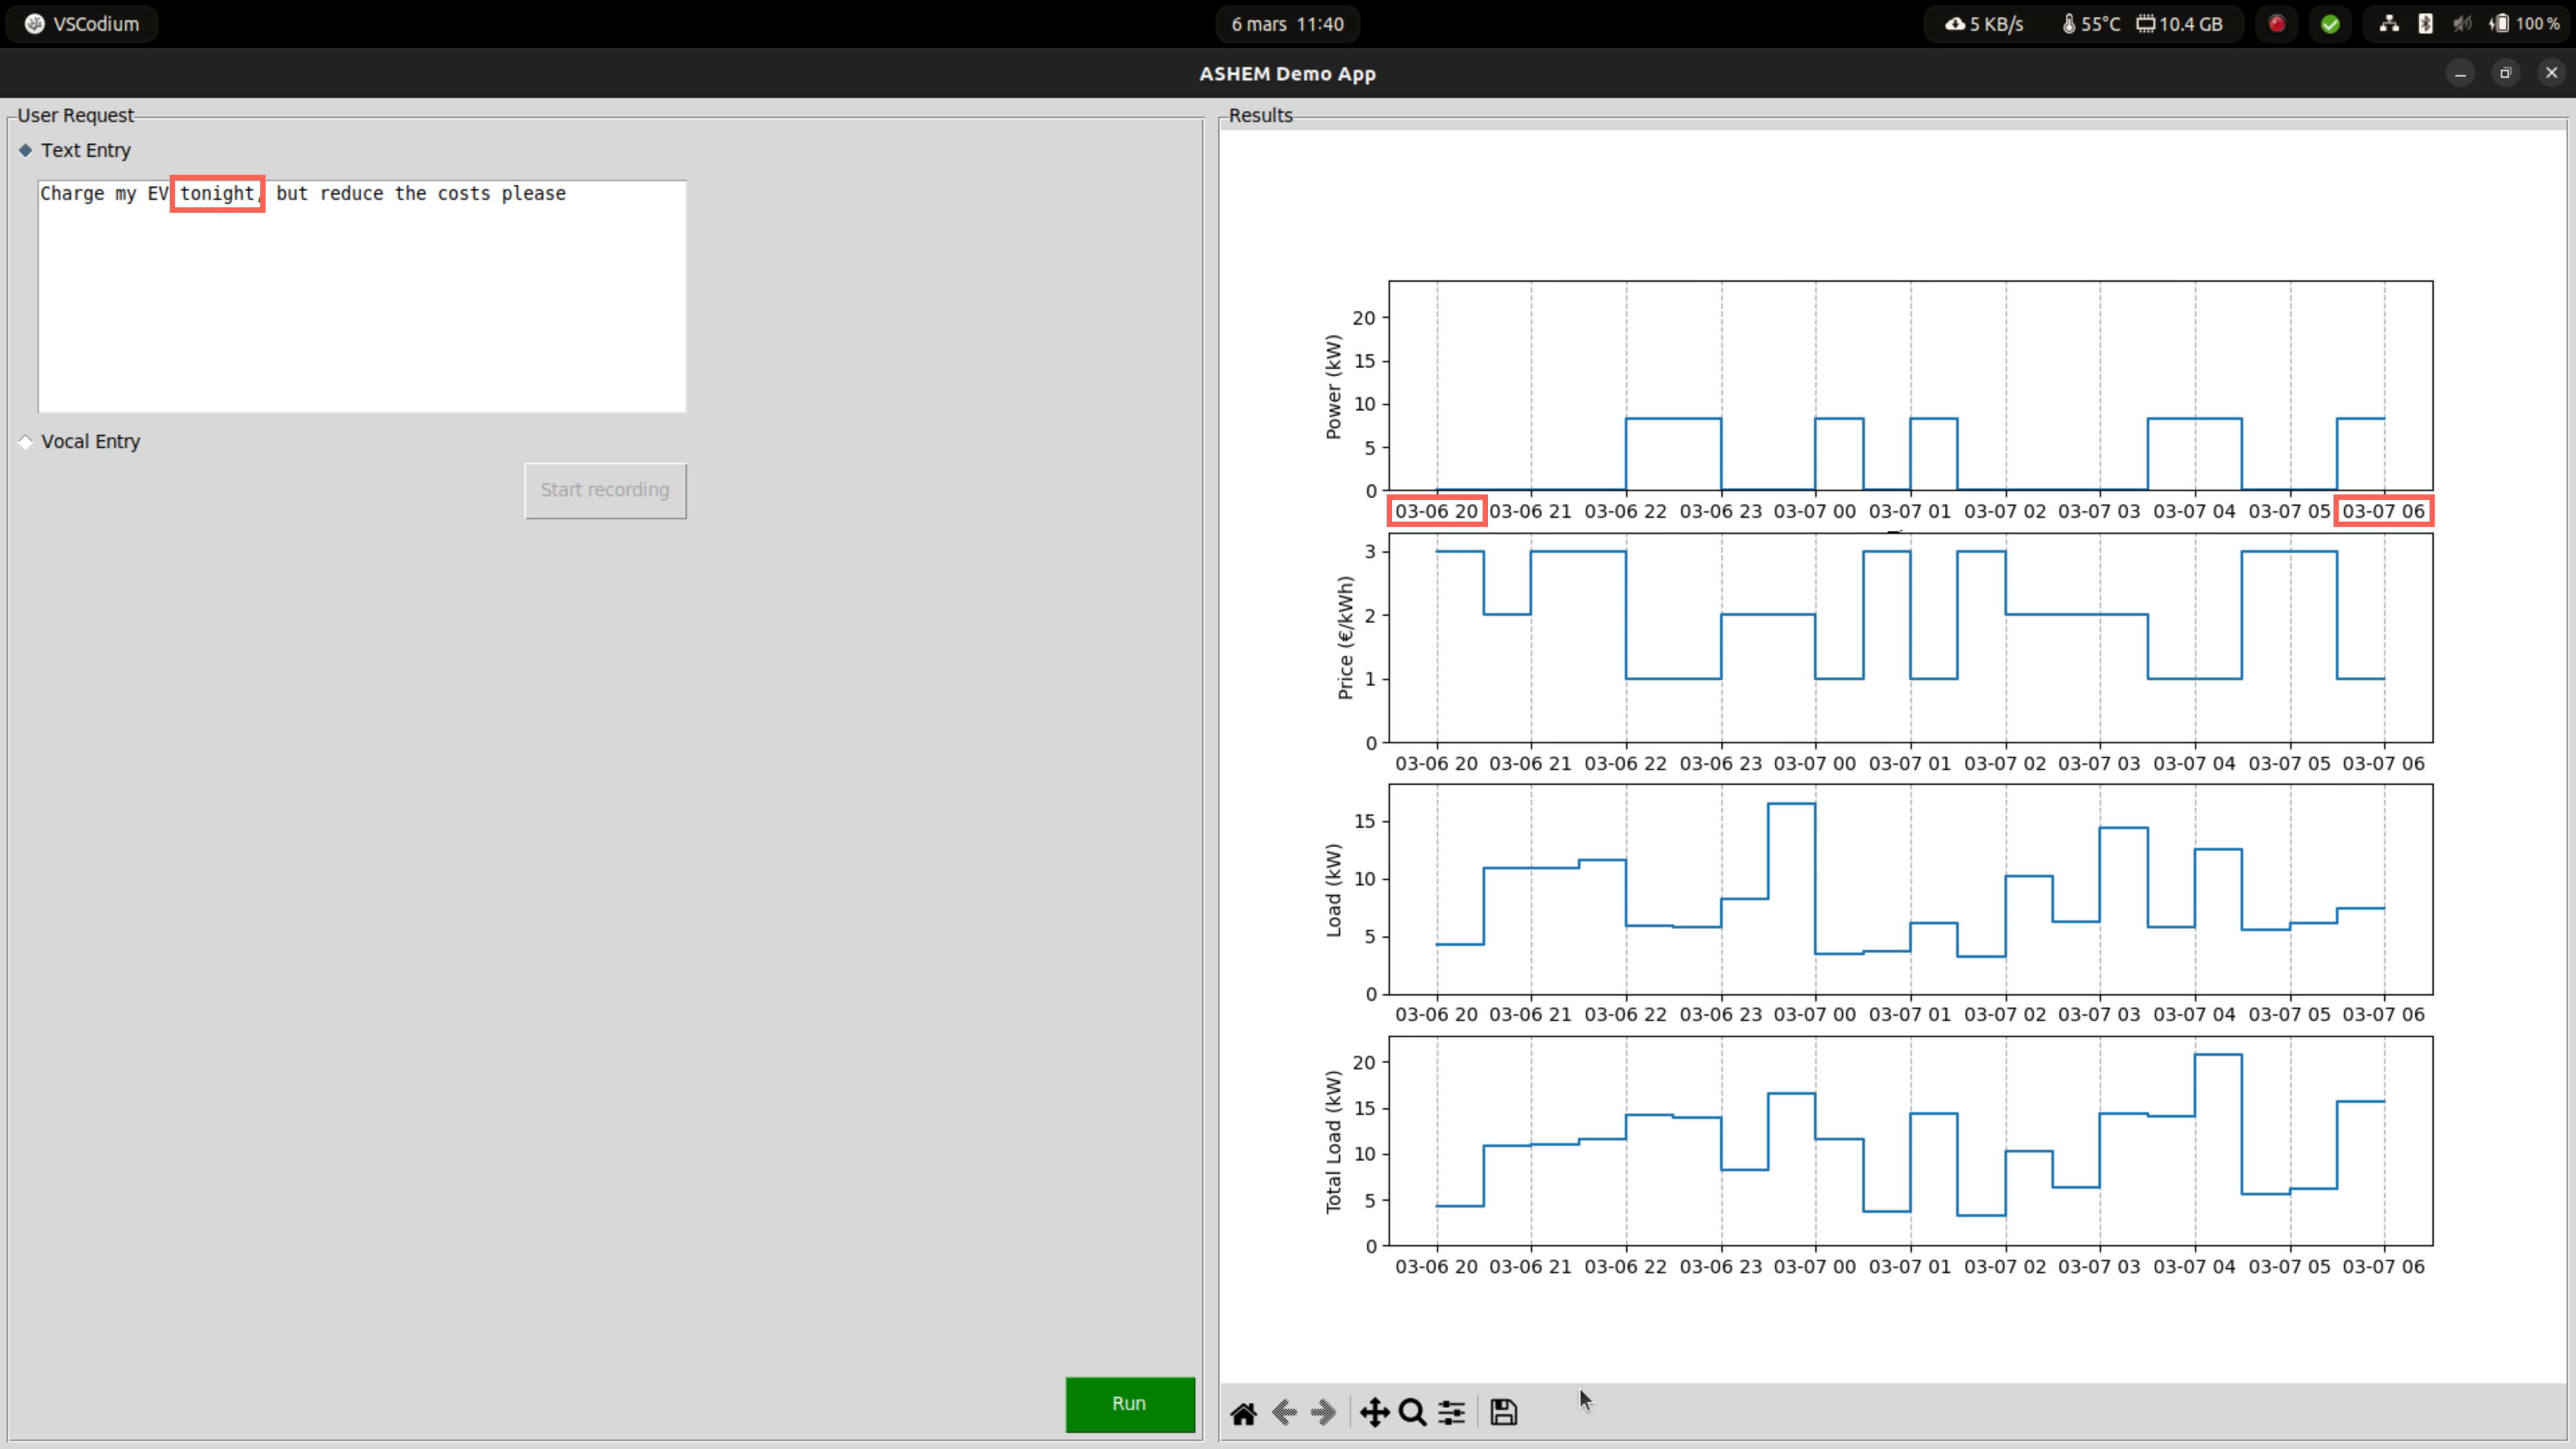 VSCodium
6 mars 11:40
5 KB/s 55°C 10.4 GB 100 %
ASHEM Demo App
User Request
Text Entry
Charge my EV tonight, but reduce the costs please
Vocal Entry
Start recording
Run
Results
Power (kW)
20
15
10
5
0
03-06 20 03-06 21 03-06 22 03-06 23 03-07 00 03-07 01 03-07 02 03-07 03 03-07 04 03-07 05 03-07 06
Price (€/kWh)
3
2
1
0
03-06 20 03-06 21 03-06 22 03-06 23 03-07 00 03-07 01 03-07 02 03-07 03 03-07 04 03-07 05 03-07 06
Load (kW)
15
10
5
0
03-06 20 03-06 21 03-06 22 03-06 23 03-07 00 03-07 01 03-07 02 03-07 03 03-07 04 03-07 05 03-07 06
Total Load (kW)
20
15
10
5
0
03-06 20 03-06 21 03-06 22 03-06 23 03-07 00 03-07 01 03-07 02 03-07 03 03-07 04 03-07 05 03-07 06